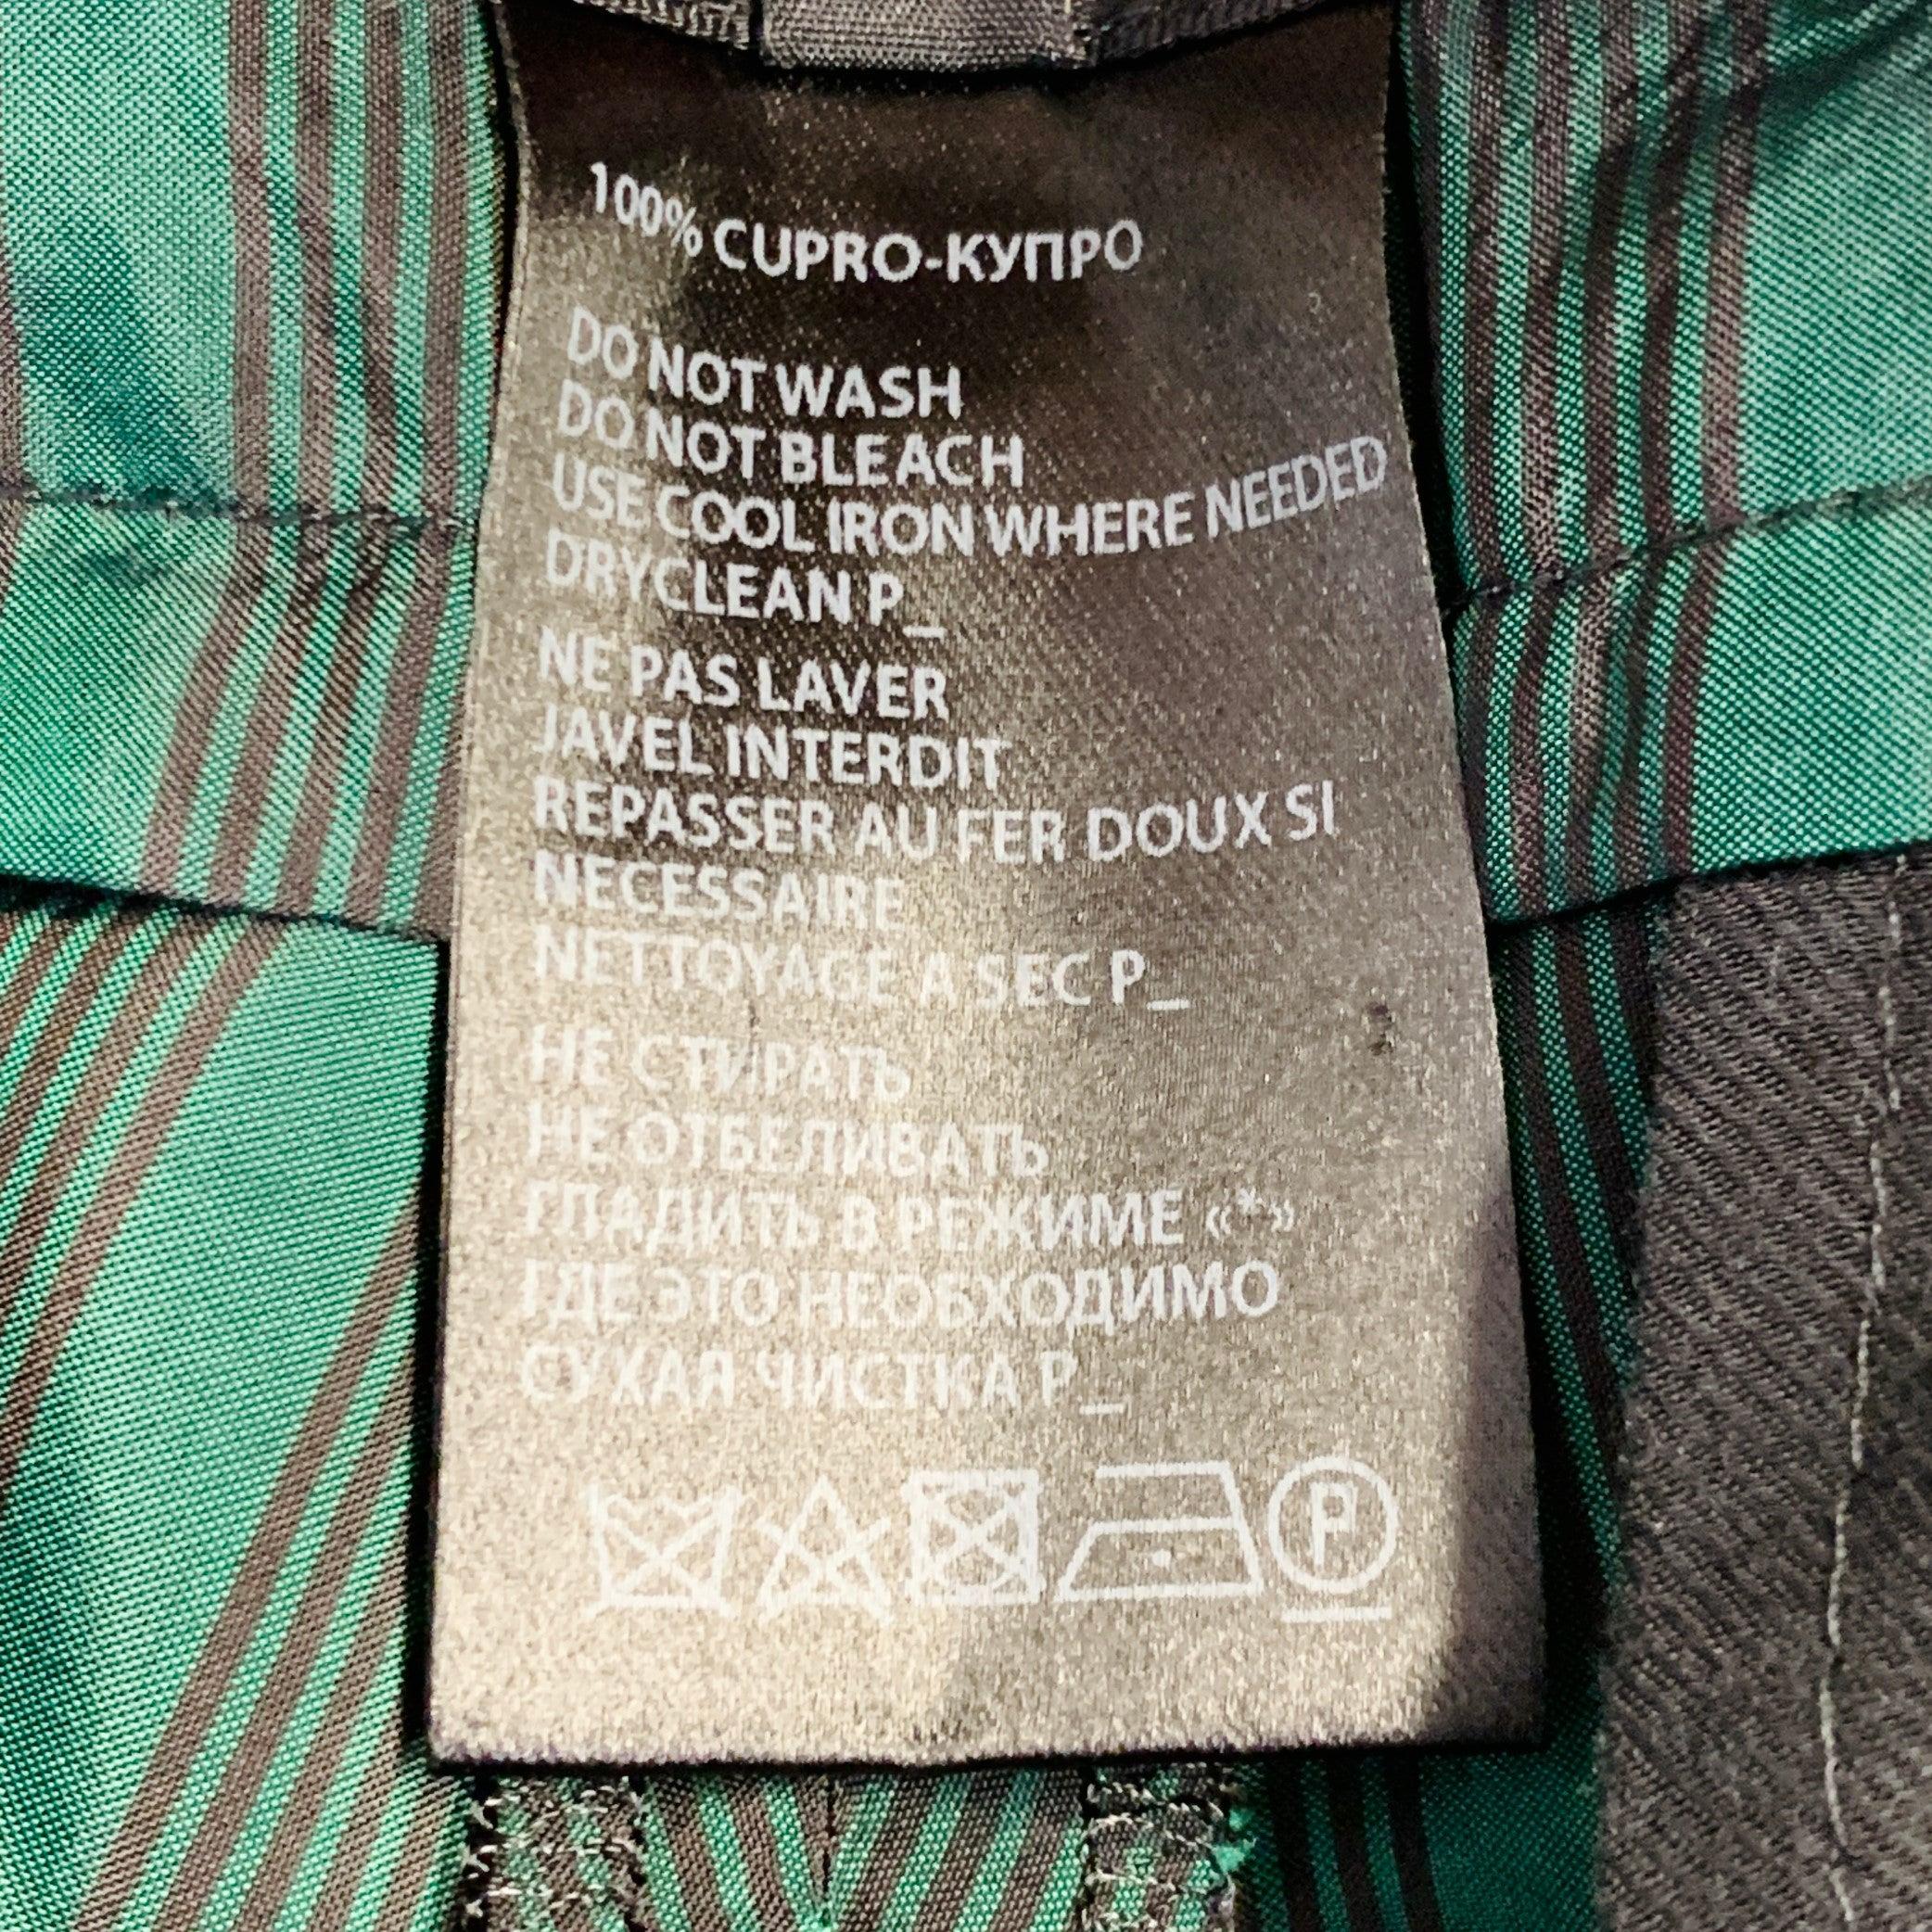 100% CUPRO-КУПРО
DO NOT WASH
DO NOT BLEACH
USE COOL IRON WHERE NEEDED
DRYCLEAN P_
NE PAS LAVER
JAVEL INTERDIT
REPASSER AU FER DOUX SI
NECESSAIRE
NETTOYAGE A SEC P_
НЕ СТИРАТЬ
НЕ ОТБЕЛИВАТЬ
ГЛАДИТЬ В РЕЖИМЕ «*»
ГДЕ ЭТО НЕОБХОДИМО
СУХАЯ ЧИСТКА P_
P